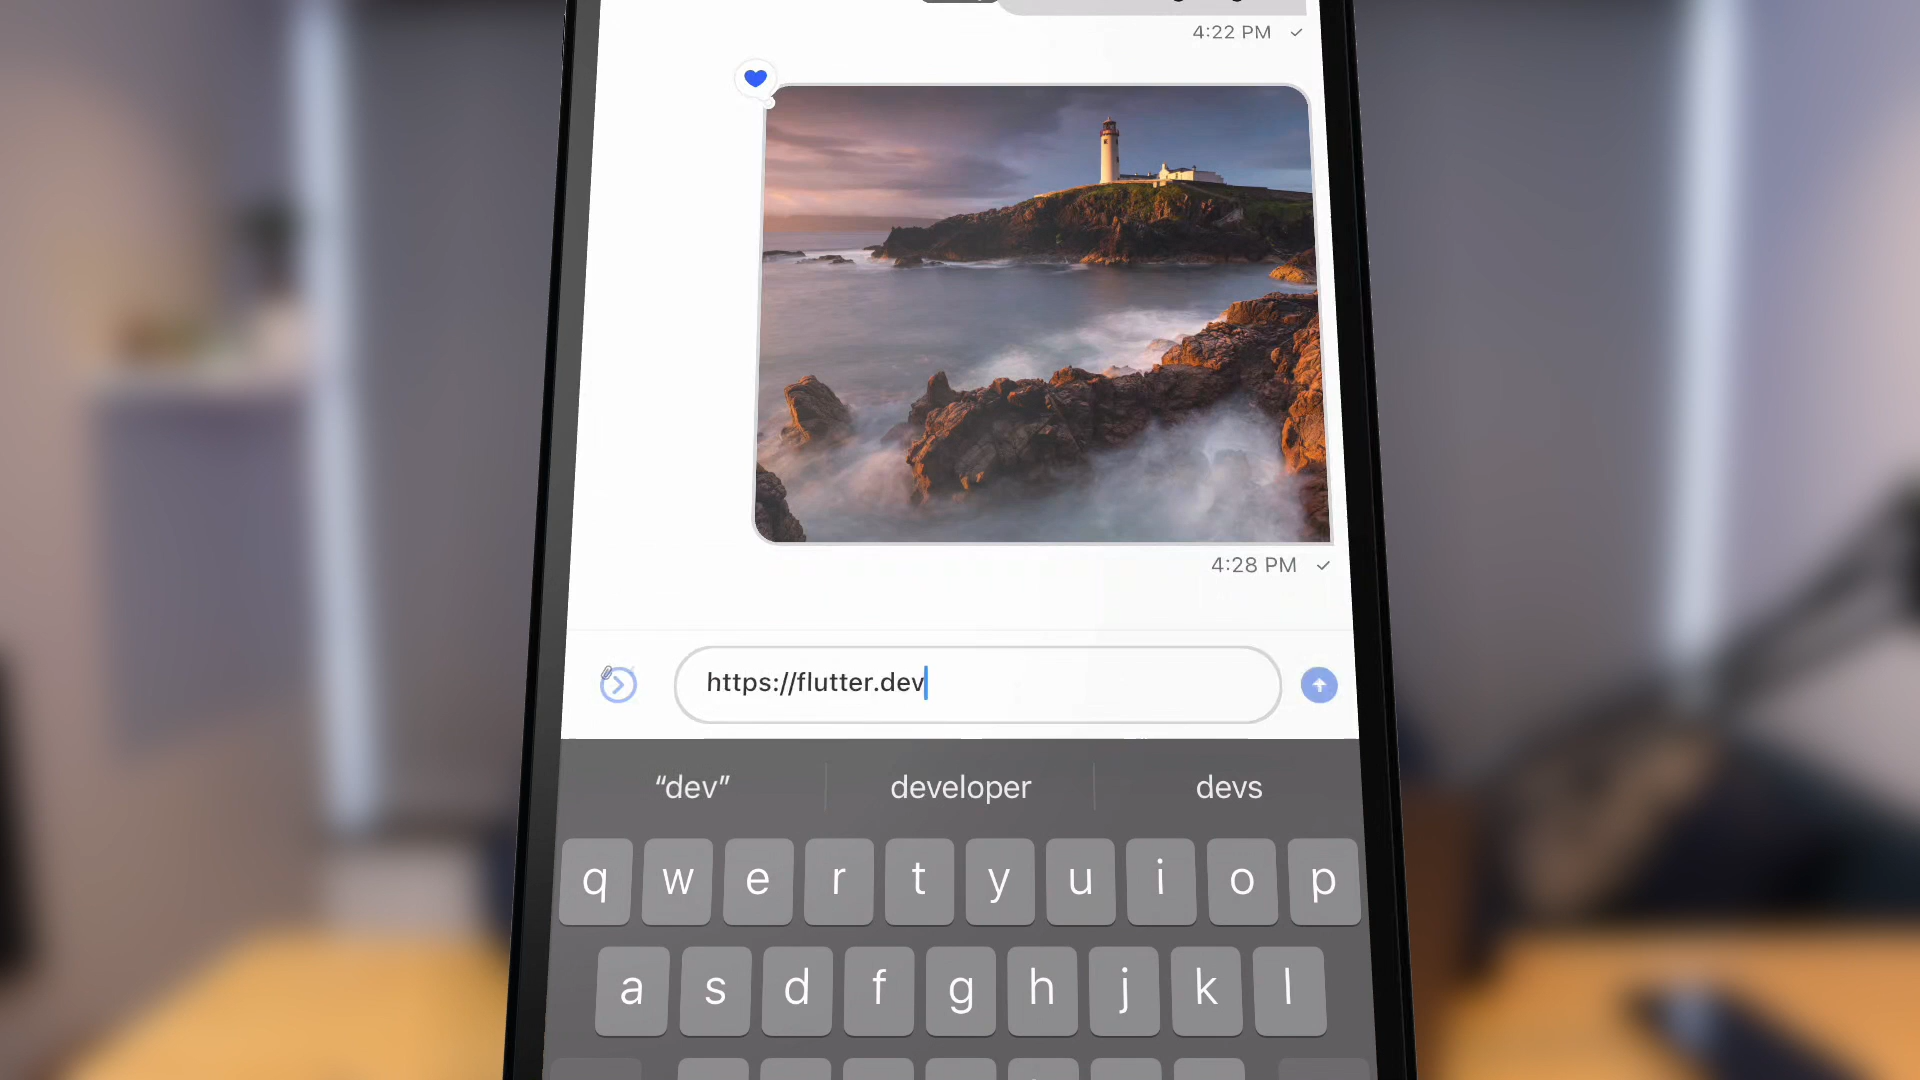 4:22 PM
4:28 PM
https://flutter.dev
“dev” developer devs
q w e r t y u i o p
a s d f g h j k l